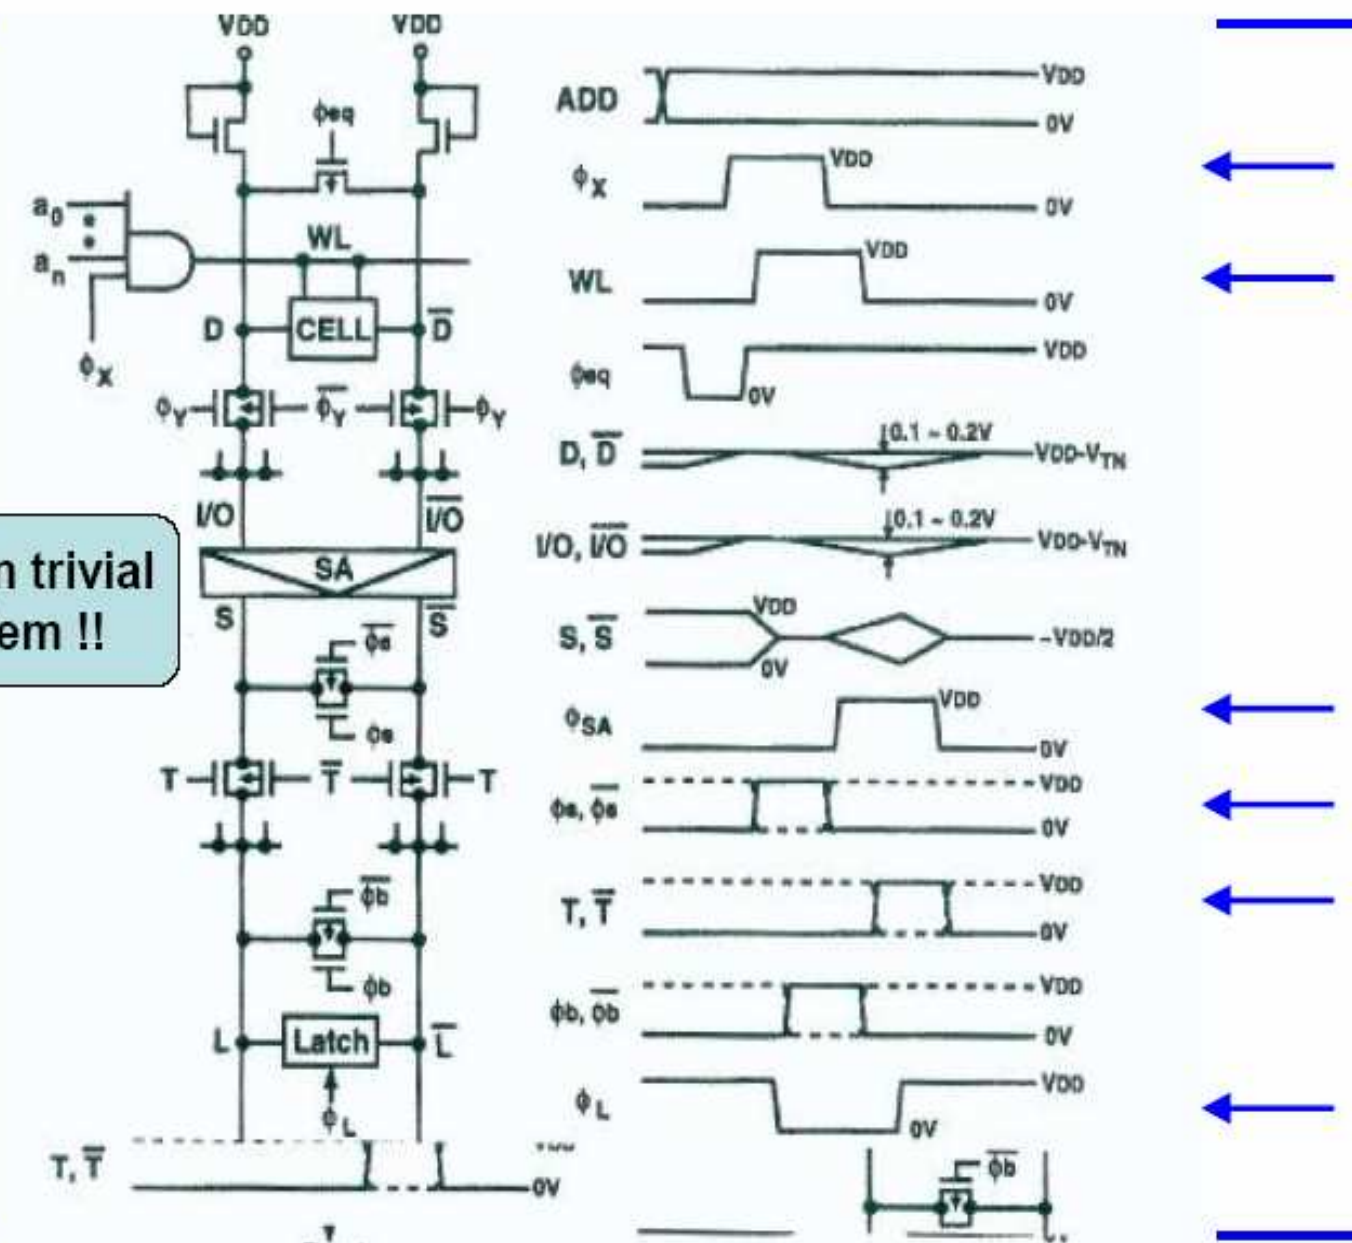 VDD VDD
φeq
a0
an
φX
WL
D CELL D̅
φY φ̅Y̅ φY
I/O I̅/̅O̅
SA
S S̅
φ̅s̅
φs
T T̅ T
φ̅b̅
φb
L Latch L̅
φL
n trivial
em !!
ADD VDD
0V
φX VDD
0V
WL VDD
0V
φeq VDD
0V
D, D̅ 0.1 ~ 0.2V
VDD-VTN
I/O, I̅/̅O̅ 0.1 ~ 0.2V
VDD-VTN
S, S̅ VDD
0V
~VDD/2
φSA VDD
0V
φs, φ̅s̅ VDD
0V
T, T̅ VDD
0V
φb, φ̅b̅ VDD
0V
φL VDD
0V
T, T̅ 0V
φ̅b̅